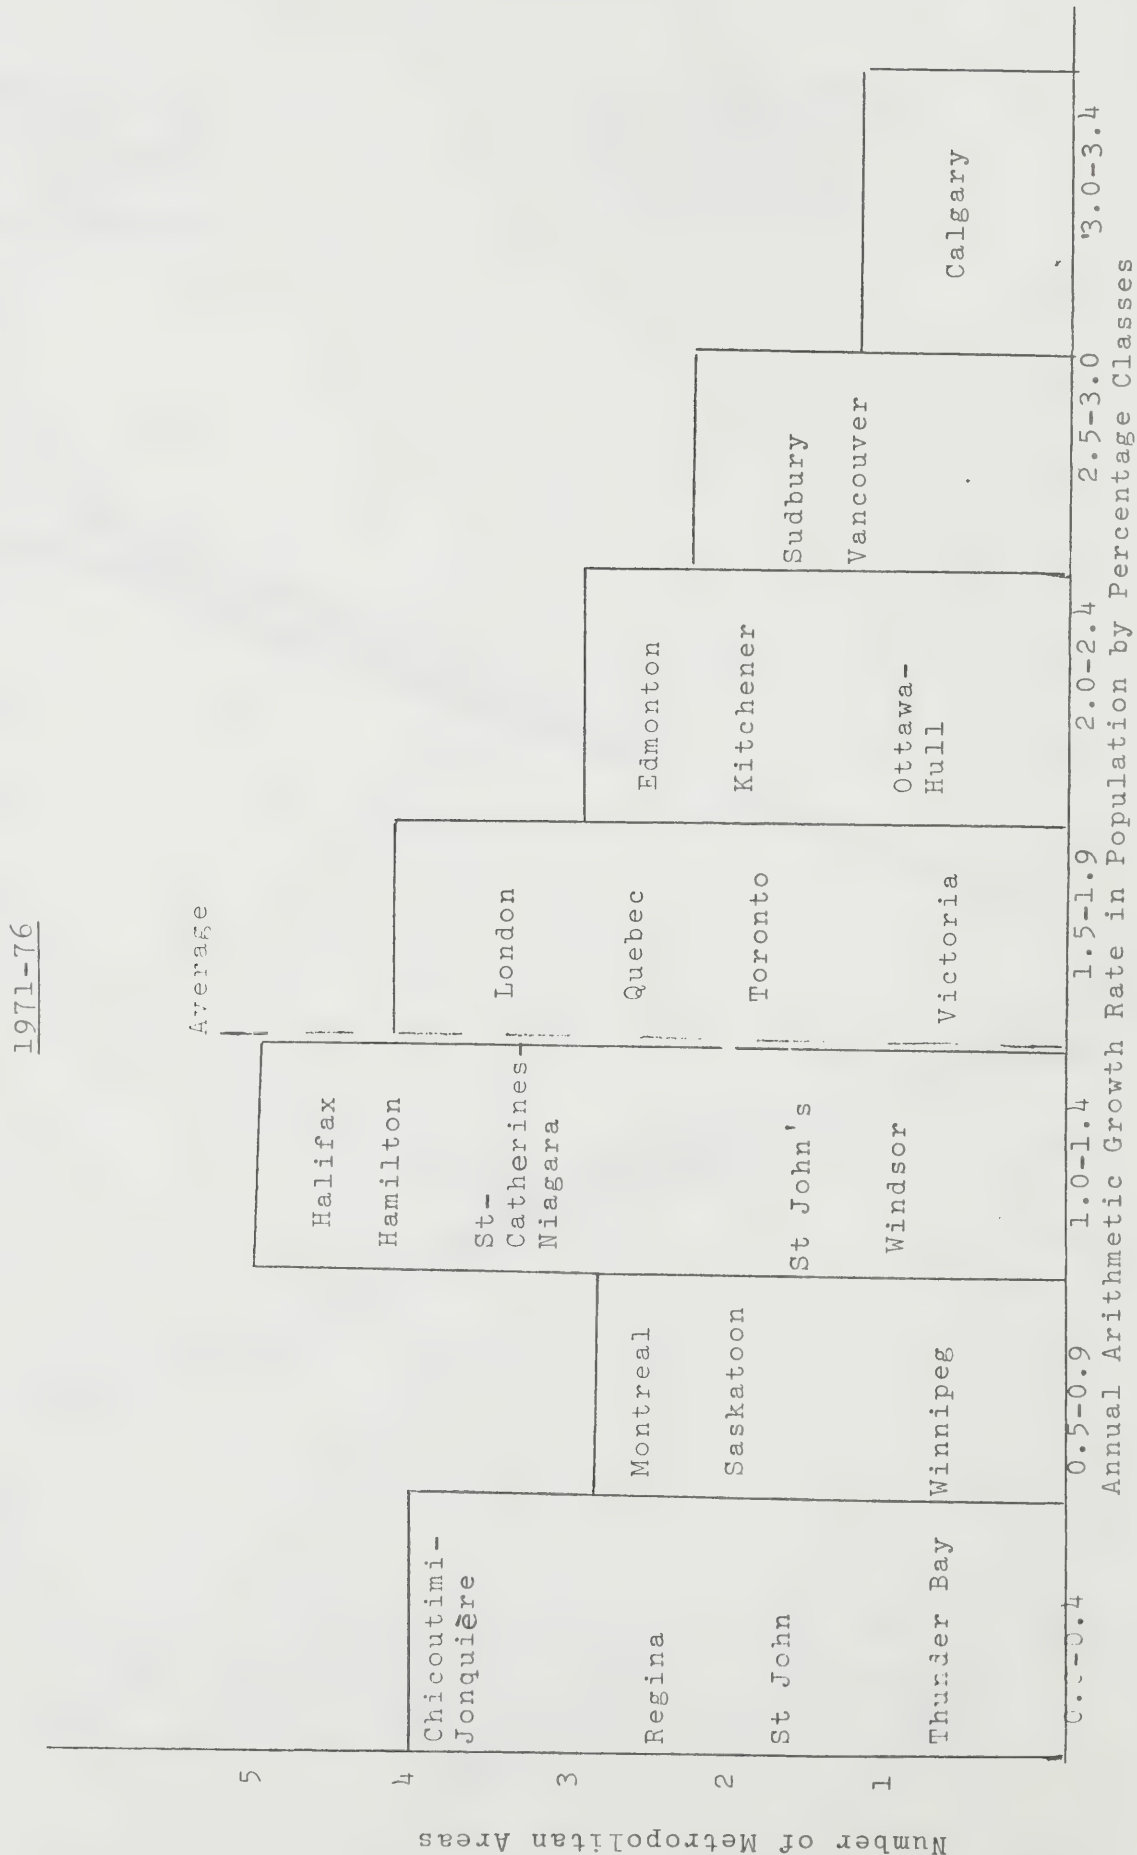 1971-76
Average
Number of Metropolitan Areas
5
4
3
2
1
Chicoutimi-
Jonquière
Regina
St John
Thunder Bay
Montreal
Saskatoon
Winnipeg
Halifax
Hamilton
St-
Catherines-
Niagara
St John's
Windsor
London
Quebec
Toronto
Victoria
Edmonton
Kitchener
Ottawa-
Hull
Sudbury
Vancouver
Calgary
0.5-0.9
1.0-1.4
1.5-1.9
2.0-2.4
2.5-3.0
3.0-3.4
Annual Arithmetic Growth Rate in Population by Percentage Classes